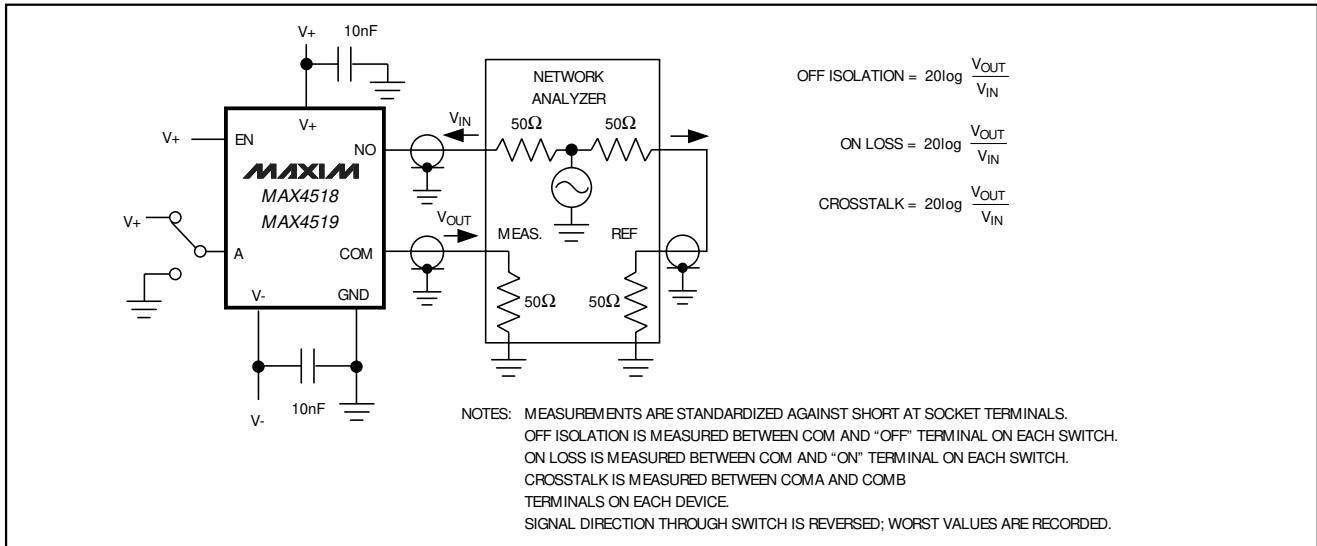 V+
10nF
V+
EN
V+
NO
MAXIM
MAX4518
MAX4519
V+
A
COM
V-
GND
10nF
V-
VIN
VOUT
NETWORK
ANALYZER
50Ω
50Ω
MEAS.
REF
50Ω
50Ω
OFF ISOLATION = 20log VOUT
VIN
ON LOSS = 20log VOUT
VIN
CROSSTALK = 20log VOUT
VIN
NOTES: MEASUREMENTS ARE STANDARDIZED AGAINST SHORT AT SOCKET TERMINALS.
OFF ISOLATION IS MEASURED BETWEEN COM AND “OFF” TERMINAL ON EACH SWITCH.
ON LOSS IS MEASURED BETWEEN COM AND “ON” TERMINAL ON EACH SWITCH.
CROSSTALK IS MEASURED BETWEEN COMA AND COMB
TERMINALS ON EACH DEVICE.
SIGNAL DIRECTION THROUGH SWITCH IS REVERSED; WORST VALUES ARE RECORDED.